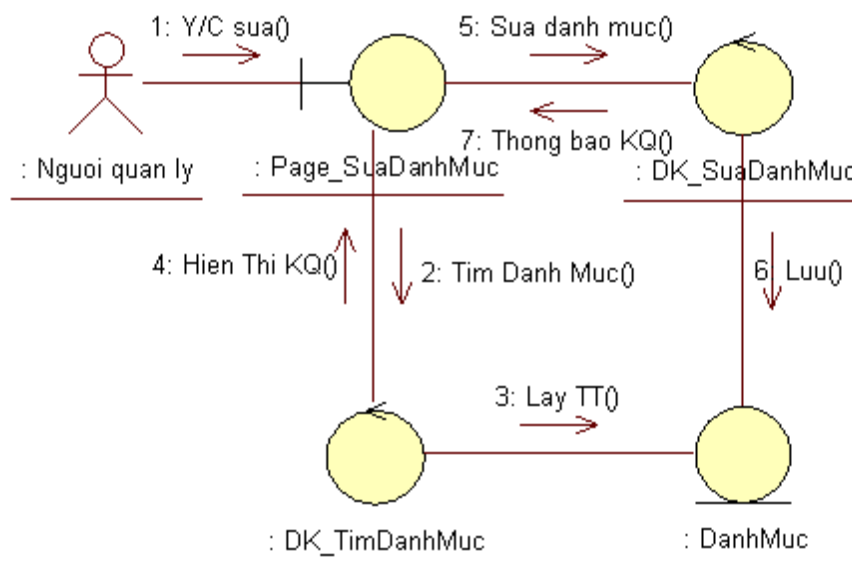 1: Y/C sua()
5: Sua danh muc()
7: Thong bao KQ()
: Nguoi quan ly
: Page_SuaDanhMuc
: DK_SuaDanhMuc
4: Hien Thi KQ()
2: Tim Danh Muc()
6: Luu()
3: Lay TT()
: DK_TimDanhMuc
: DanhMuc